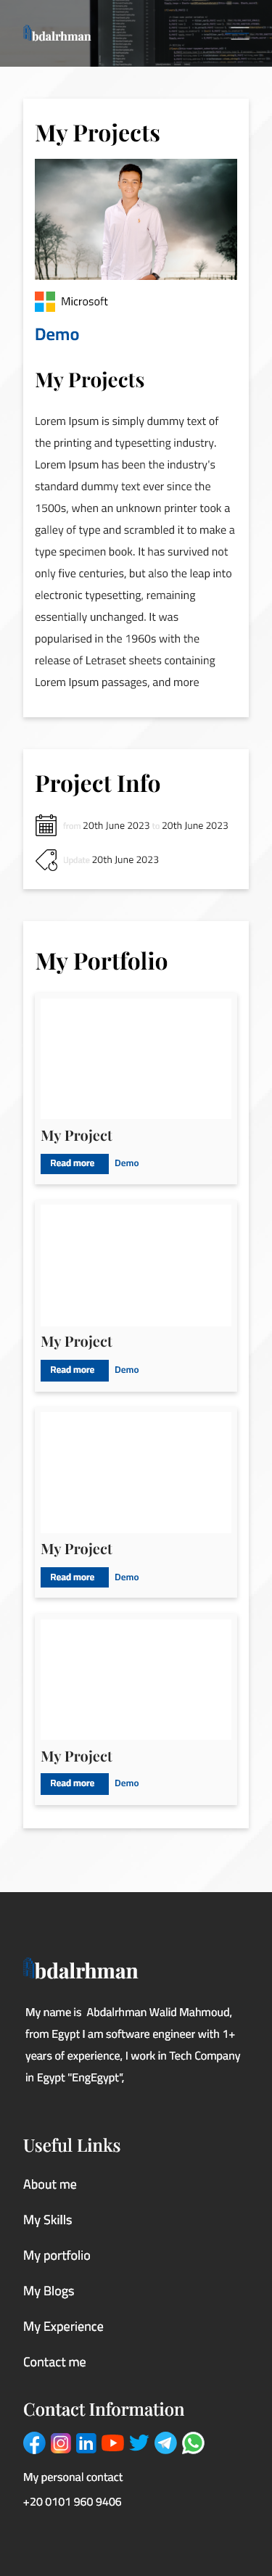 bdalrhman
My Projects
Microsoft
Demo
My Projects
Lorem Ipsum is simply dummy text of
the printing and typesetting industry.
Lorem Ipsum has been the industry's
standard dummy text ever since the
1500s, when an unknown printer took a
galley of type and scrambled it to make a
type specimen book. It has survived not
only five centuries, but also the leap into
electronic typesetting, remaining
essentially unchanged. It was
popularised in the 1960s with the
release of Letraset sheets containing
Lorem Ipsum passages, and more
Project Info
from 20th June 2023 to 20th June 2023
Update 20th June 2023
My Portfolio
My Project
Read more Demo
My Project
Read more Demo
My Project
Read more Demo
My Project
Read more Demo
bdalrhman
My name is Abdalrhman Walid Mahmoud,
from Egypt I am software engineer with 1+
years of experience, I work in Tech Company
in Egypt "EngEgypt",
Useful Links
About me
My Skills
My portfolio
My Blogs
My Experience
Contact me
Contact Information
My personal contact
+20 0101 960 9406